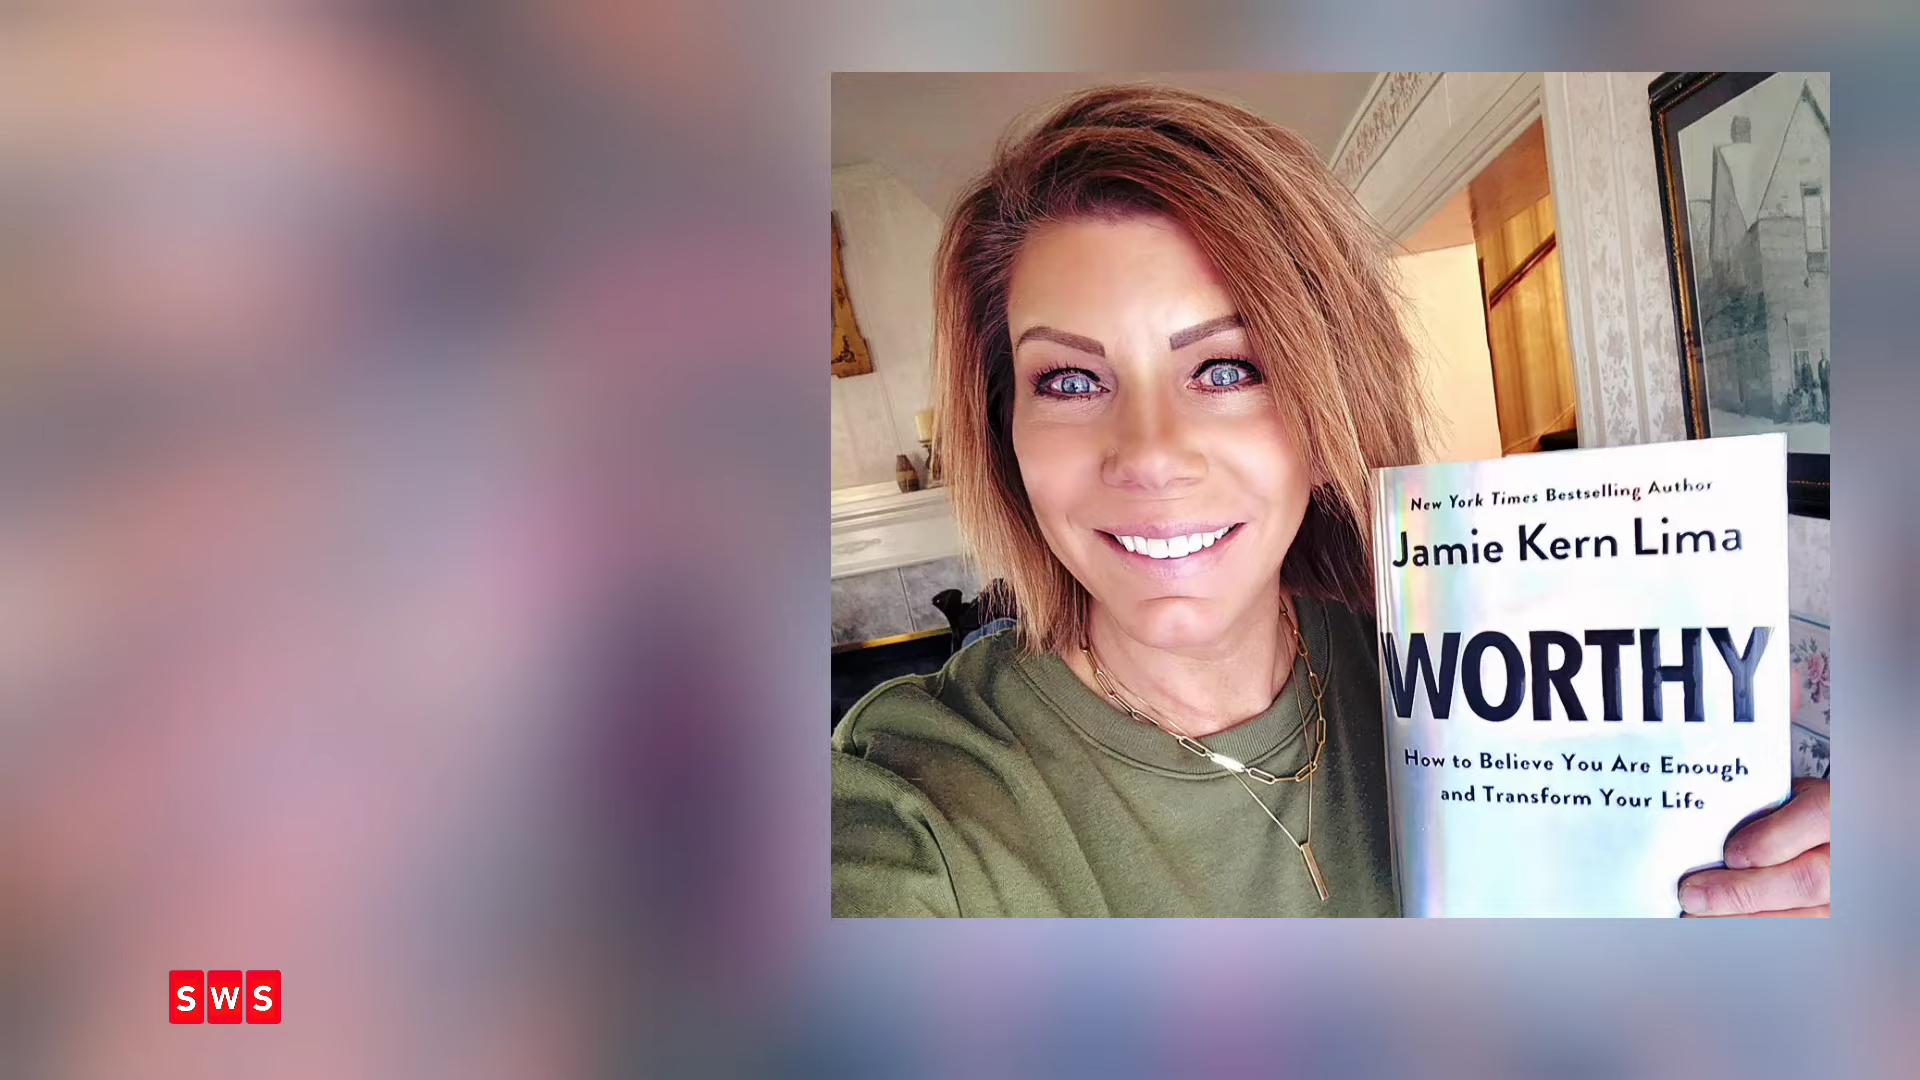 New York Times Bestselling Author
Jamie Kern Lima
WORTHY
How to Believe You Are Enough
and Transform Your Life
SWS